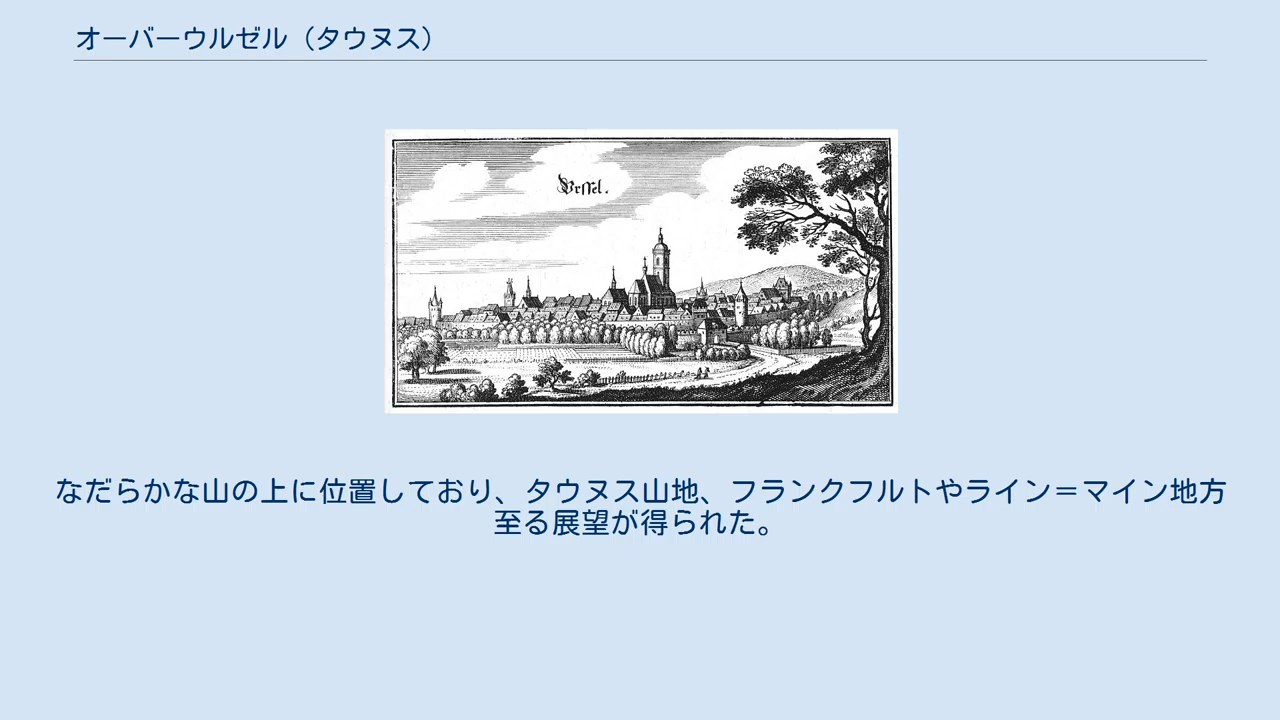 オーバーウルゼル（タウヌス）
Vrsel.
なだらかな山の上に位置しており、タウヌス山地、フランクフルトやライン＝マイン地方
至る展望が得られた。